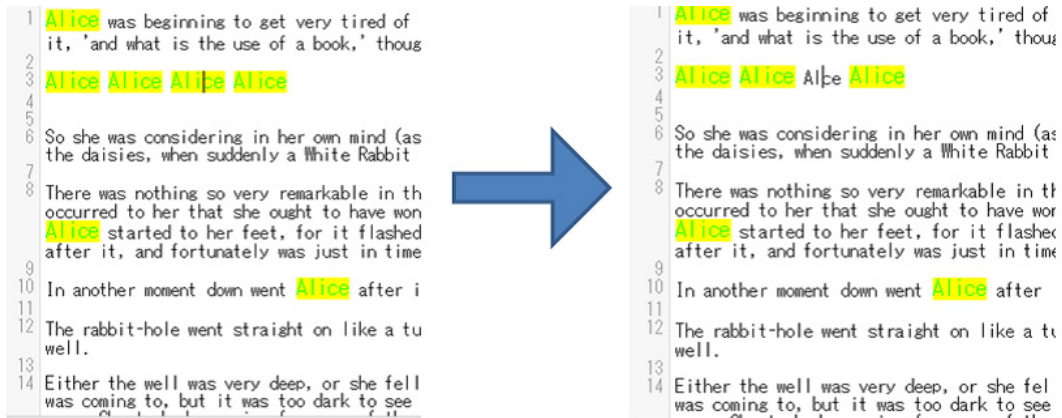 1 Alice was beginning to get very tired of
it, 'and what is the use of a book,' thoug
2
3 Alice Alice Alice Alice
4
5
6 So she was considering in her own mind (as
the daisies, when suddenly a White Rabbit
7
8 There was nothing so very remarkable in th
occurred to her that she ought to have won
Alice started to her feet, for it flashed
after it, and fortunately was just in time
9
10 In another moment down went Alice after i
11
12 The rabbit-hole went straight on like a tu
well.
13
14 Either the well was very deep, or she fell
was coming to, but it was too dark to see
1 Alice was beginning to get very tired of
it, 'and what is the use of a book,' thoug
2
3 Alice Alice Alce Alice
4
5
6 So she was considering in her own mind (as
the daisies, when suddenly a White Rabbit
7
8 There was nothing so very remarkable in th
occurred to her that she ought to have won
Alice started to her feet, for it flashed
after it, and fortunately was just in time
9
10 In another moment down went Alice after
11
12 The rabbit-hole went straight on like a tu
well.
13
14 Either the well was very deep, or she fel
was coming to, but it was too dark to see